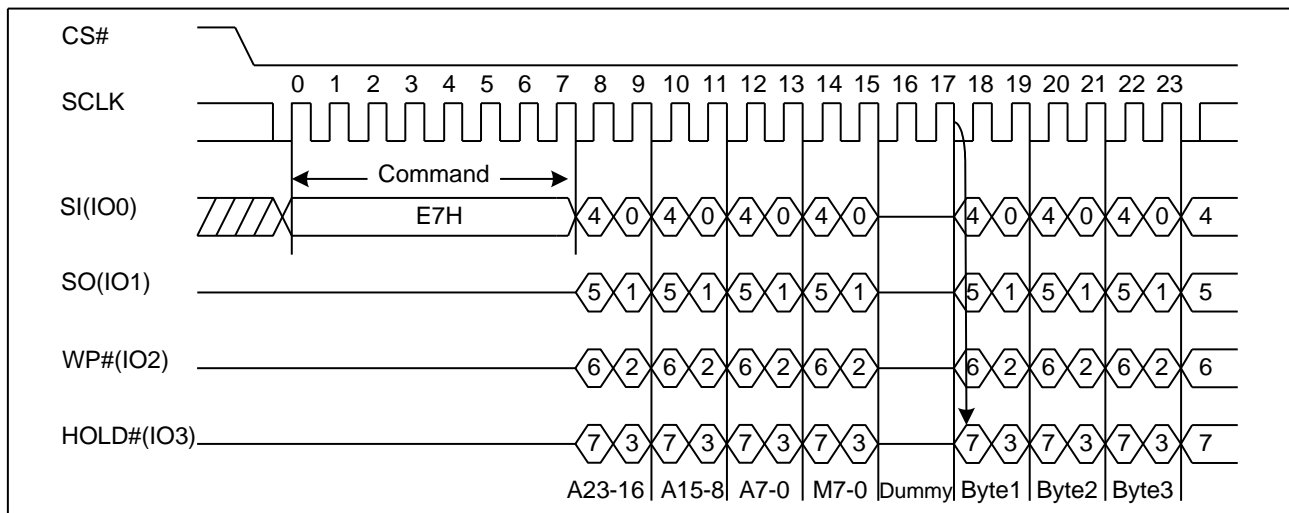 CS#
0 1 2 3 4 5 6 7 8 9 10 11 12 13 14 15 16 17 18 19 20 21 22 23
SCLK
Command
SI(IO0) E7H 4 0 4 0 4 0 4 0 4 0 4 0 4 0 4
SO(IO1) 5 1 5 1 5 1 5 1 5 1 5 1 5 1 5
WP#(IO2) 6 2 6 2 6 2 6 2 6 2 6 2 6 2 6
HOLD#(IO3) 7 3 7 3 7 3 7 3 7 3 7 3 7 3 7
A23-16 A15-8 A7-0 M7-0 Dummy Byte1 Byte2 Byte3